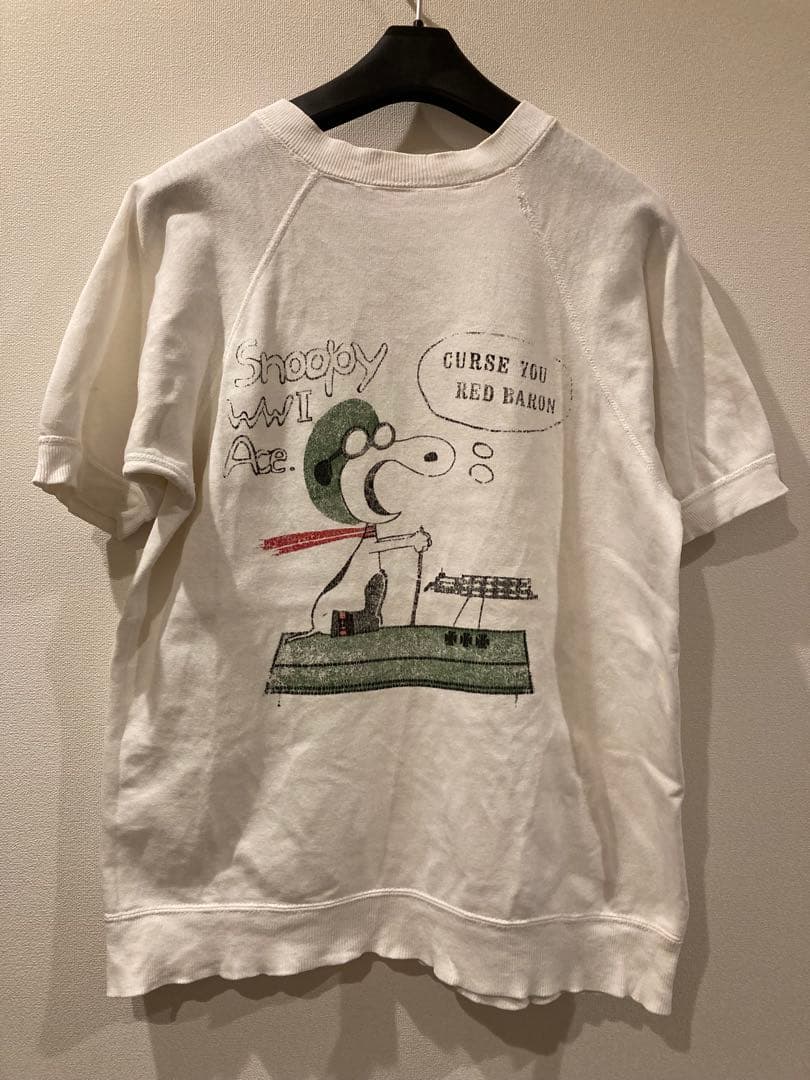 Snoopy
WWI
Ace.
CURSE YOU
RED BARON